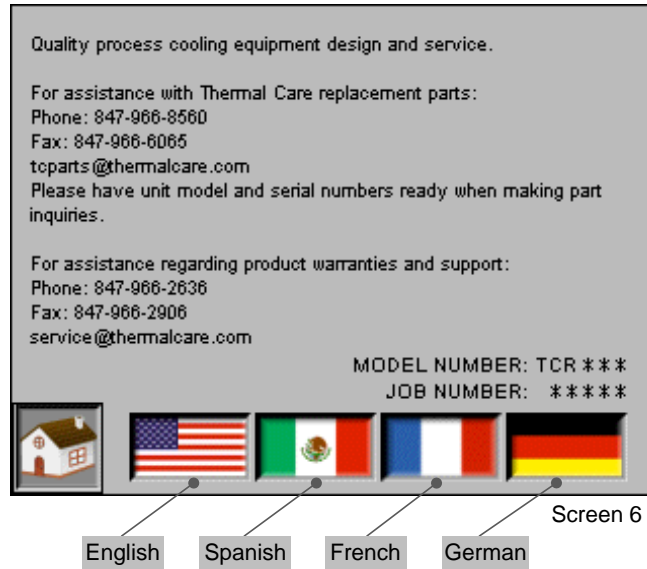 Quality process cooling equipment design and service.
For assistance with Thermal Care replacement parts:
Phone: 847-966-8560
Fax: 847-966-6065
tcparts@thermalcare.com
Please have unit model and serial numbers ready when making part
inquiries.
For assistance regarding product warranties and support:
Phone: 847-966-2636
Fax: 847-966-2906
service@thermalcare.com
MODEL NUMBER: TCR ***
JOB NUMBER: *****
Screen 6
English Spanish French German